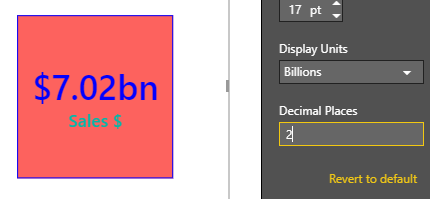 $7.02bn
Sales $
17 pt
Display Units
Billions
Decimal Places
2
Revert to default